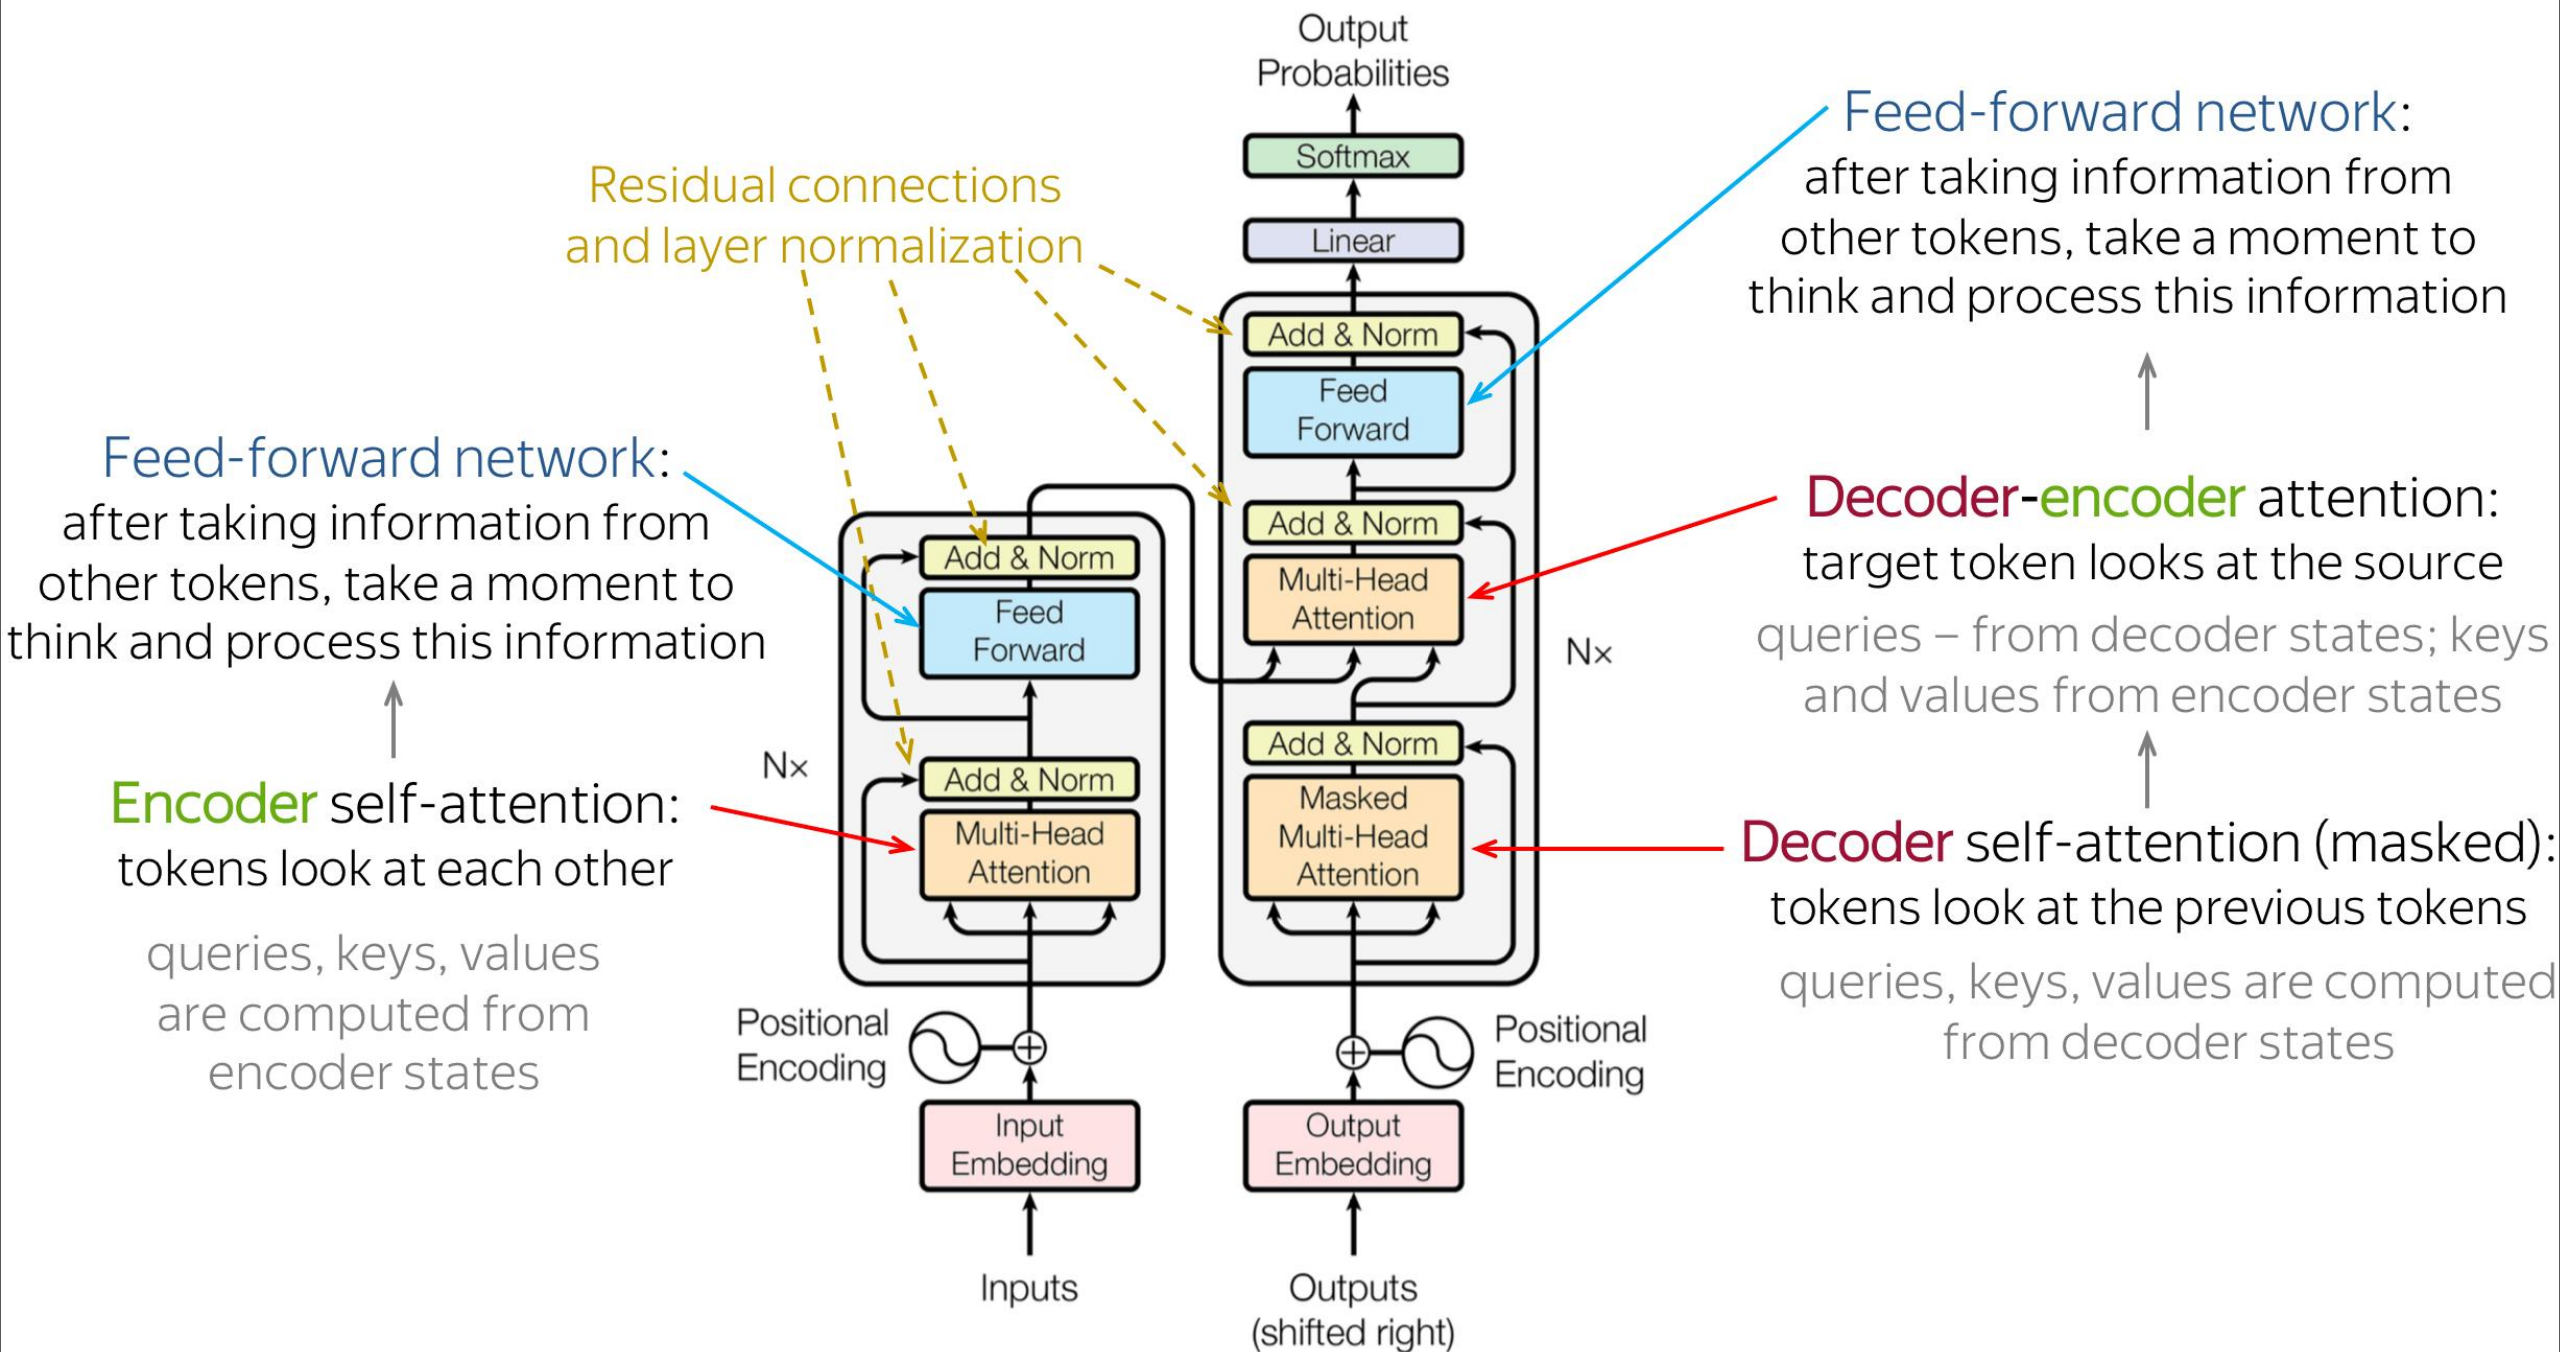 Output
Probabilities
Softmax
Linear
Add & Norm
Feed
Forward
Add & Norm
Multi-Head
Attention
Add & Norm
Masked
Multi-Head
Attention
Nx
Positional
Encoding
Output
Embedding
Outputs
(shifted right)
Residual connections
and layer normalization
Add & Norm
Feed
Forward
Add & Norm
Multi-Head
Attention
Nx
Positional
Encoding
Input
Embedding
Inputs
Feed-forward network:
after taking information from
other tokens, take a moment to
think and process this information
Encoder self-attention:
tokens look at each other
queries, keys, values
are computed from
encoder states
Feed-forward network:
after taking information from
other tokens, take a moment to
think and process this information
Decoder-encoder attention:
target token looks at the source
queries – from decoder states; keys
and values from encoder states
Decoder self-attention (masked):
tokens look at the previous tokens
queries, keys, values are computed
from decoder states